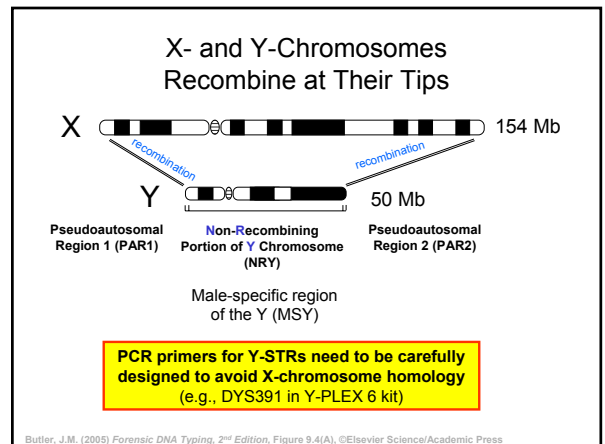 X- and Y-Chromosomes
Recombine at Their Tips
X
154 Mb
recombination
recombination
Y
50 Mb
Pseudoautosomal
Region 1 (PAR1)
Non-Recombining
Portion of Y Chromosome
(NRY)
Pseudoautosomal
Region 2 (PAR2)
Male-specific region
of the Y (MSY)
PCR primers for Y-STRs need to be carefully
designed to avoid X-chromosome homology
(e.g., DYS391 in Y-PLEX 6 kit)
Butler, J.M. (2005) Forensic DNA Typing, 2nd Edition, Figure 9.4(A), ©Elsevier Science/Academic Press